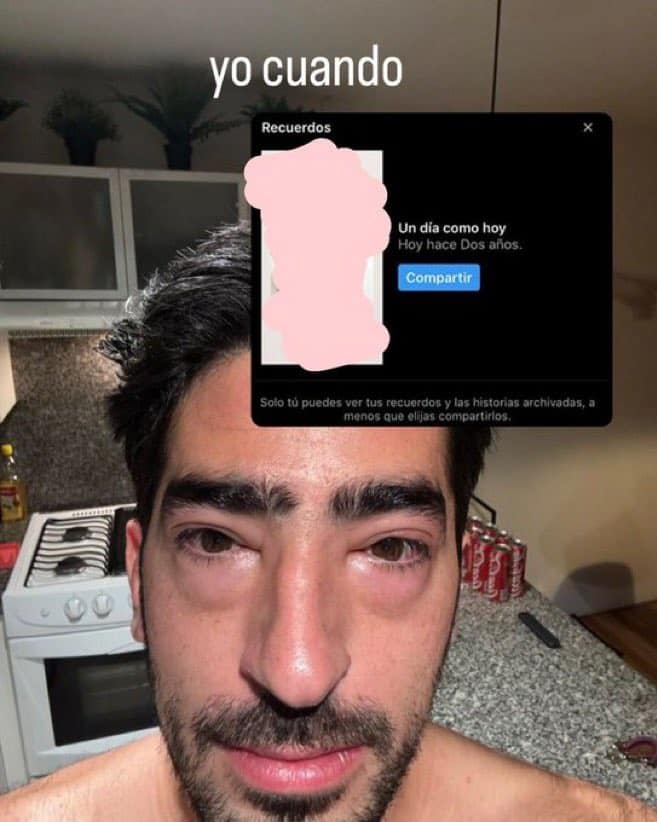 yo cuando
Recuerdos
Un día como hoy
Hoy hace Dos años.
Compartir
Solo tú puedes ver tus recuerdos y las historias archivadas, a
menos que elijas compartirlos.